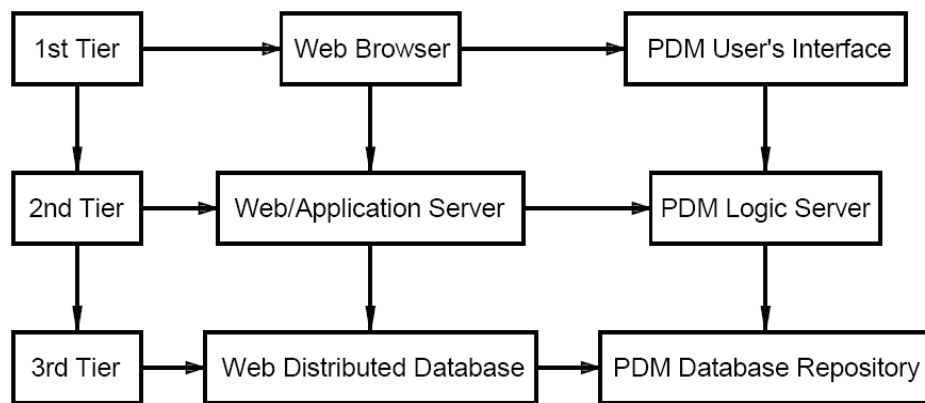 1st Tier
Web Browser
PDM User's Interface
2nd Tier
Web/Application Server
PDM Logic Server
3rd Tier
Web Distributed Database
PDM Database Repository